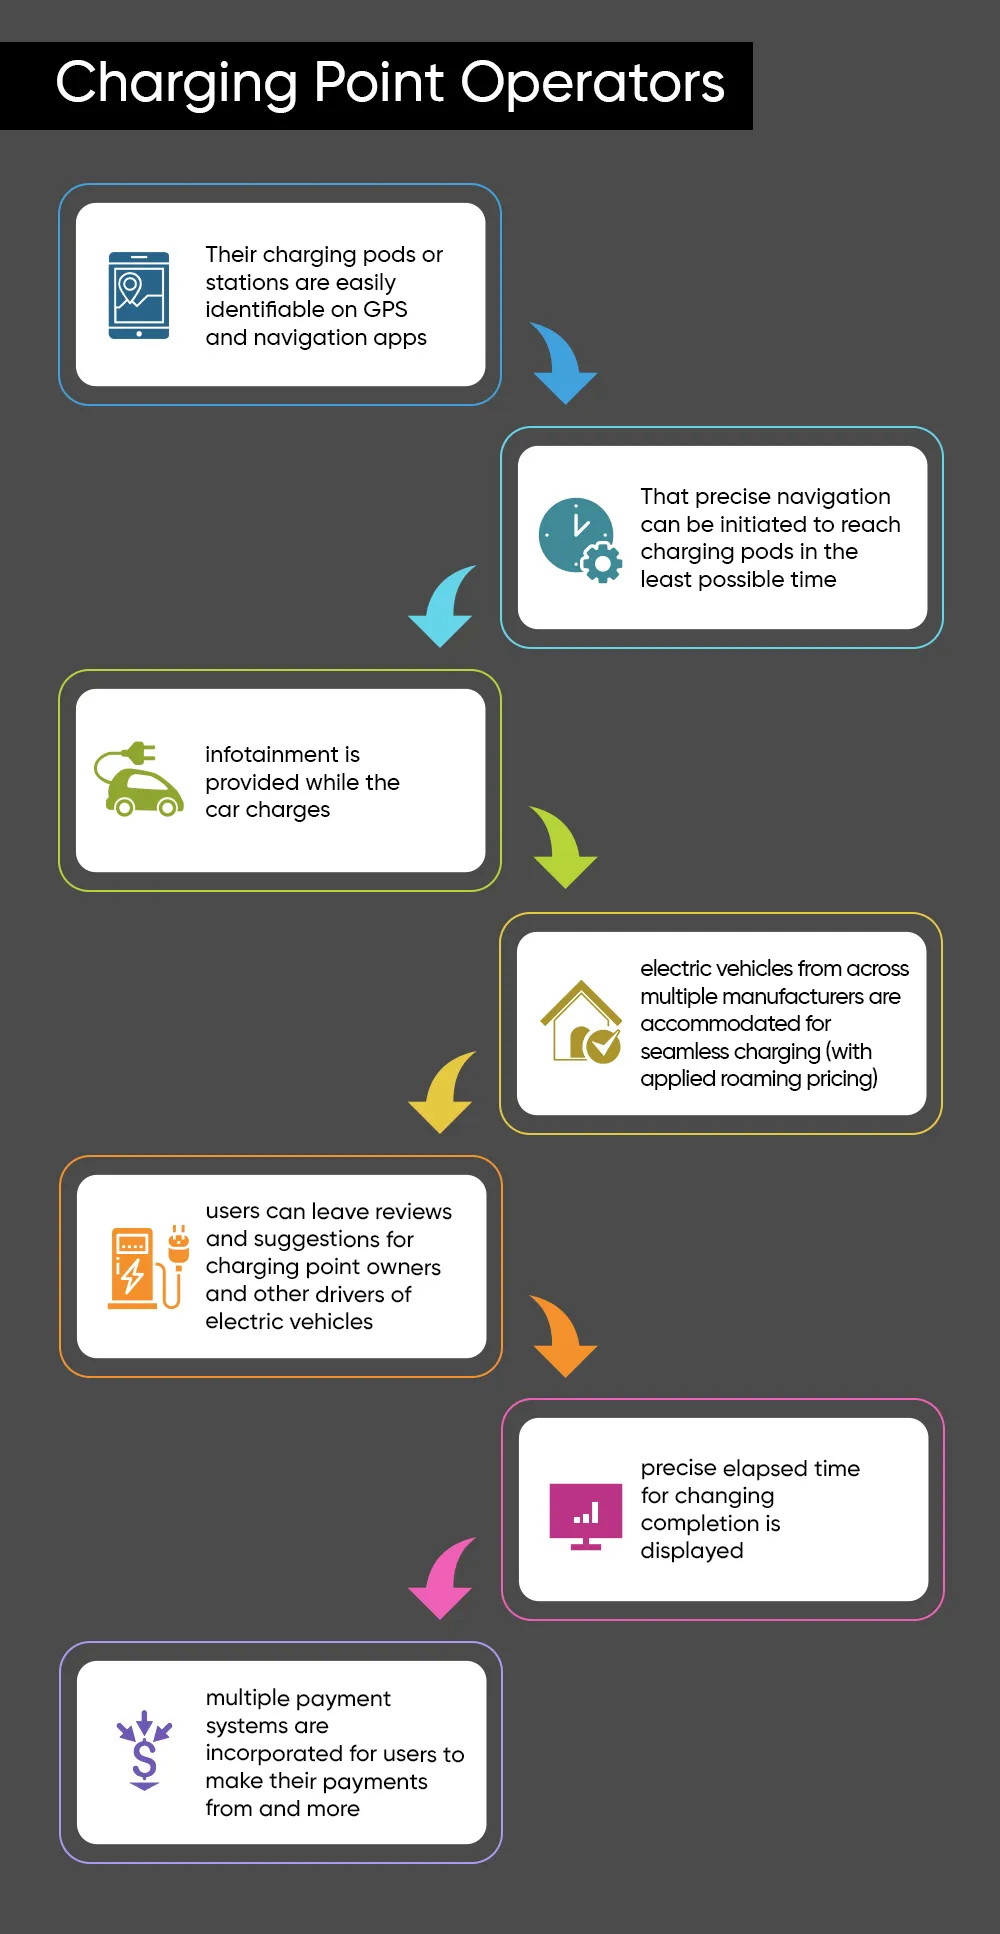 Charging Point Operators
Their charging pods or
stations are easily
identifiable on GPS
and navigation apps
That precise navigation
can be initiated to reach
charging pods in the
least possible time
infotainment is
provided while the
car charges
electric vehicles from across
multiple manufacturers are
accommodated for
seamless charging (with
applied roaming pricing)
users can leave reviews
and suggestions for
charging point owners
and other drivers of
electric vehicles
precise elapsed time
for changing
completion is
displayed
multiple payment
systems are
incorporated for users to
make their payments
from and more
$